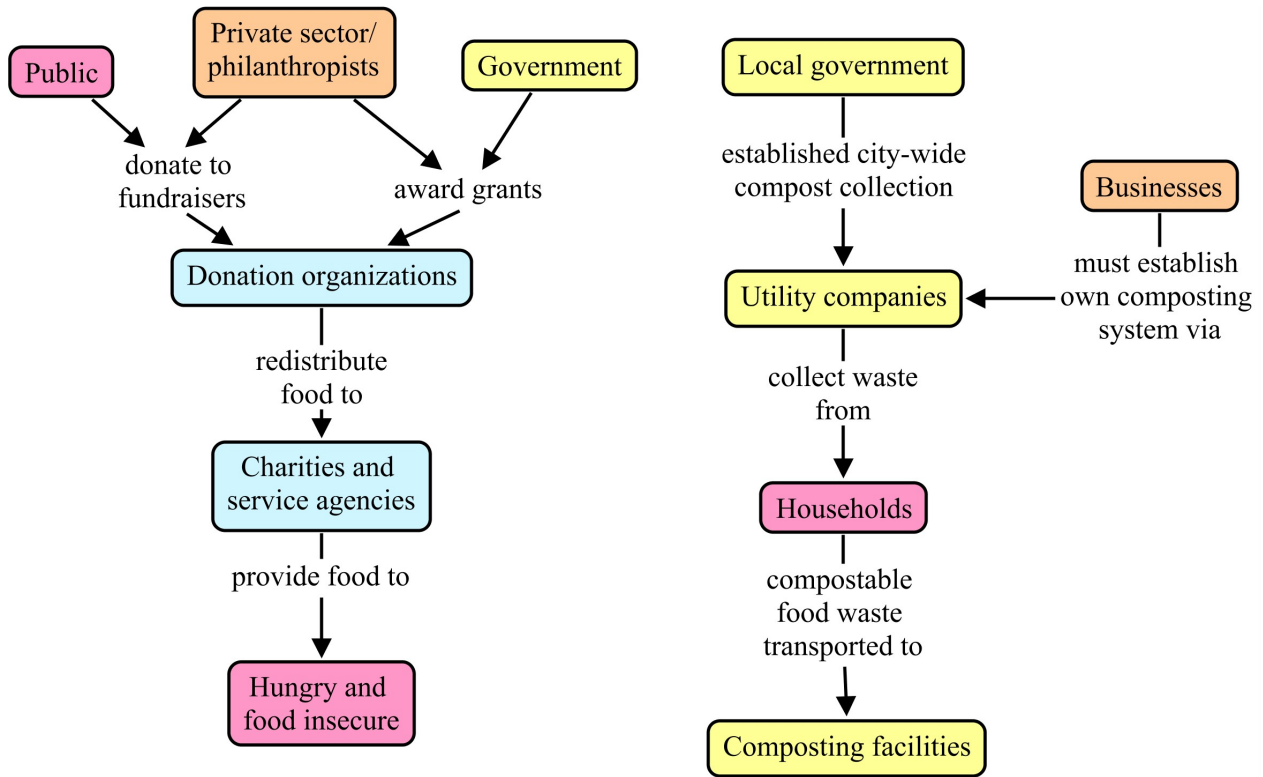 Public
Private sector/
philanthropists
Government
donate to
fundraisers
award grants
Donation organizations
redistribute
food to
Charities and
service agencies
provide food to
Hungry and
food insecure
Local government
established city-wide
compost collection
Businesses
must establish
own composting
system via
Utility companies
collect waste
from
Households
compostable
food waste
transported to
Composting facilities